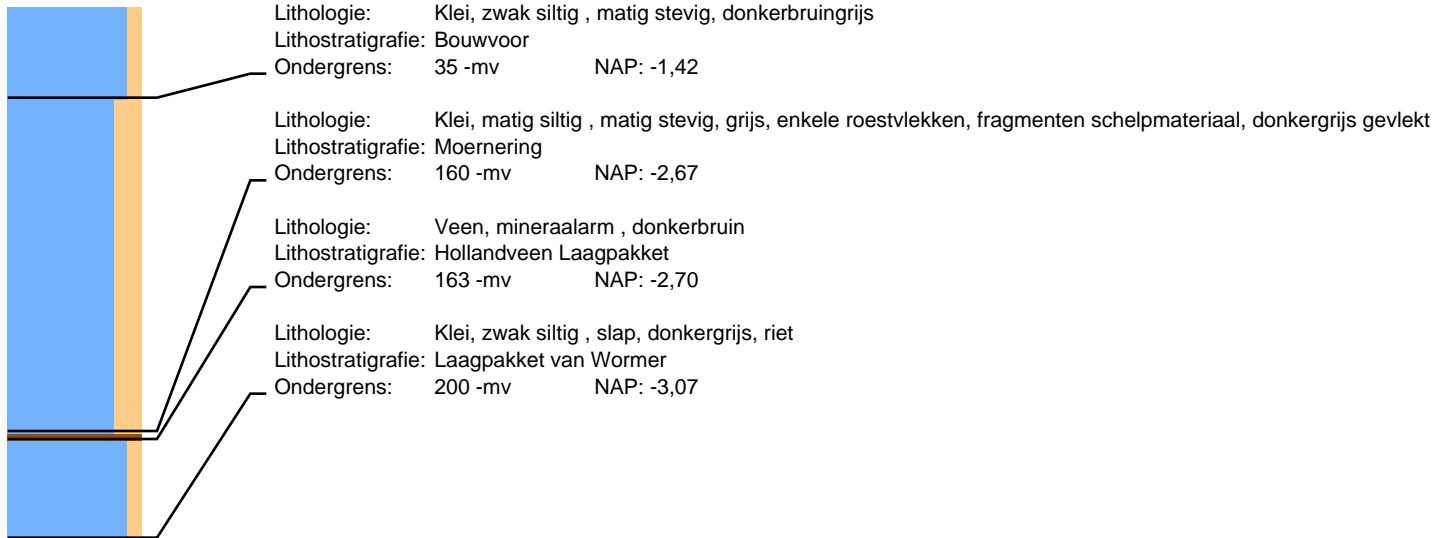 Lithologie: Klei, zwak siltig , matig stevig, donkerbruingrijs
Lithostratigrafie: Bouwvoor
Ondergrens: 35 -mv NAP: -1,42
Lithologie: Klei, matig siltig , matig stevig, grijs, enkele roestvlekken, fragmenten schelpmateriaal, donkergrijs gevlekt
Lithostratigrafie: Moernering
Ondergrens: 160 -mv NAP: -2,67
Lithologie: Veen, mineraalarm , donkerbruin
Lithostratigrafie: Hollandveen Laagpakket
Ondergrens: 163 -mv NAP: -2,70
Lithologie: Klei, zwak siltig , slap, donkergrijs, riet
Lithostratigrafie: Laagpakket van Wormer
Ondergrens: 200 -mv NAP: -3,07